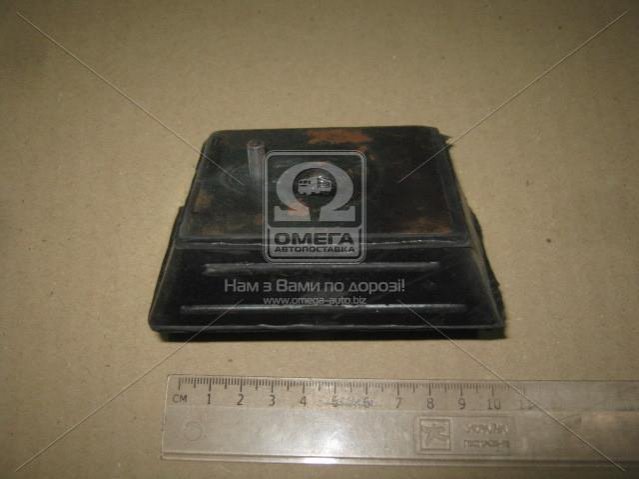 ОМЕГА
АВТОПОСТАВКА
Нам з Вами по дорозі!
www.omega-auto.biz
СМ 1 2 3 4 5 6 7 8 9 10